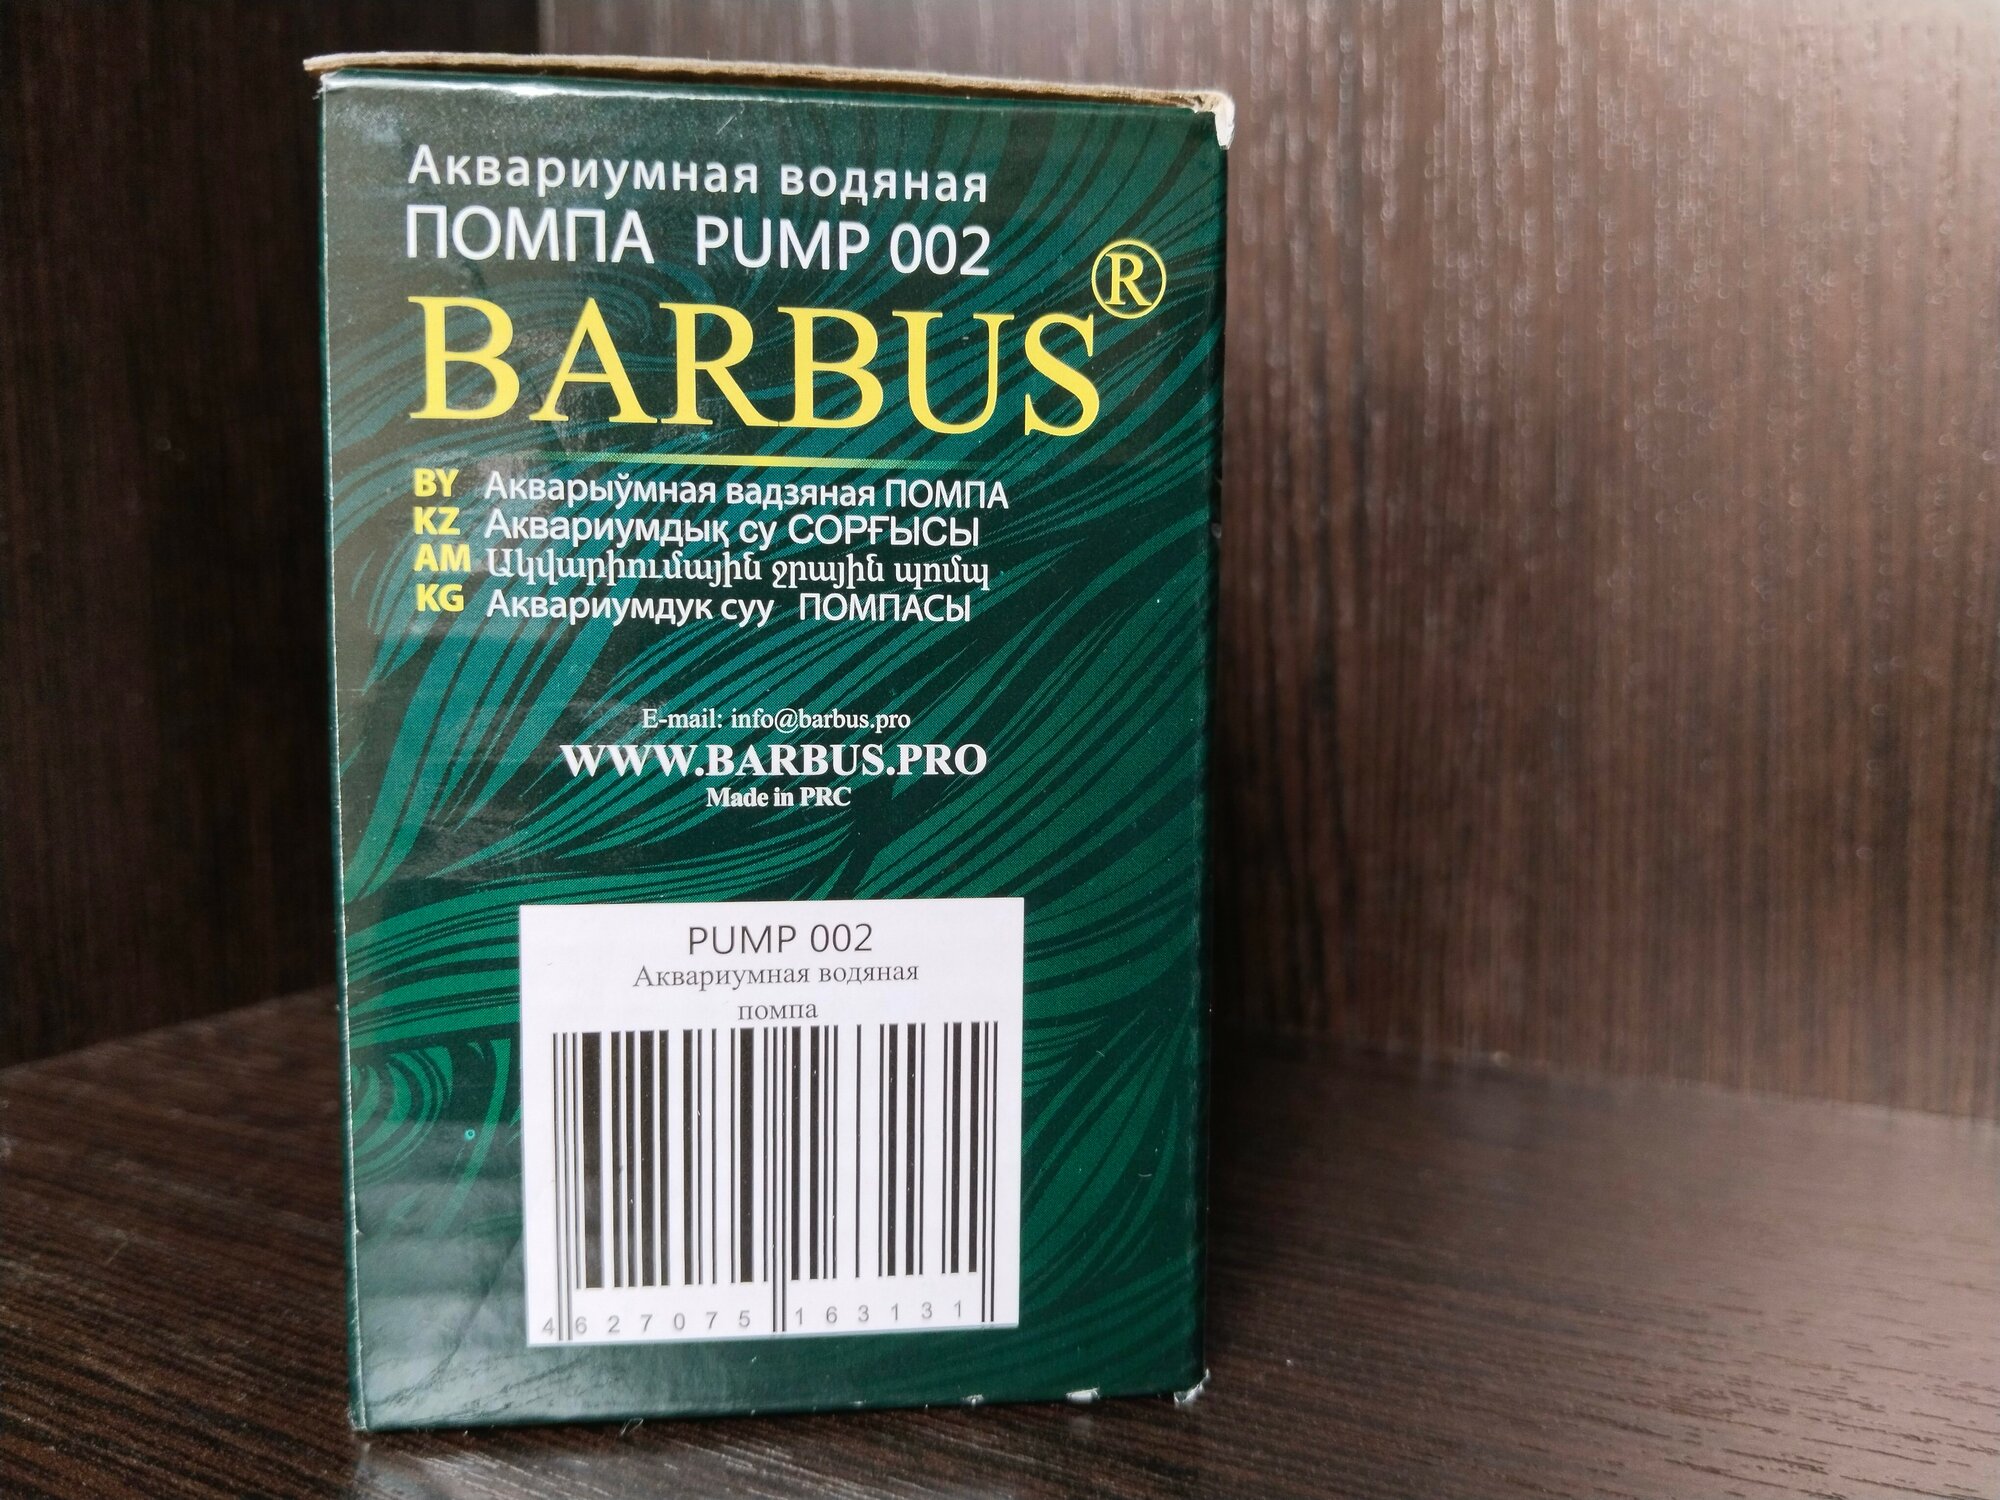 Аквариумная водяная
ПОМПА PUMP 002
BARBUS®
BY Акварыўмная вадзяная ПОМПА
KZ Аквариумдық су СОРҒЫСЫ
AM Ակվարիումային ջրային պոմպ
KG Аквариумдук суу ПОМПАСЫ
E-mail: info@barbus.pro
WWW.BARBUS.PRO
Made in PRC
PUMP 002
Аквариумная водяная
помпа
4 627075 163131